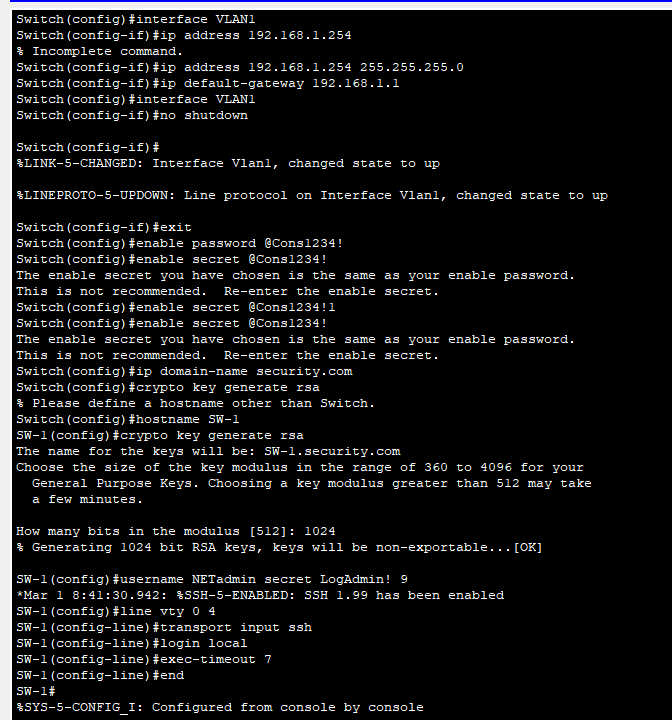 Switch(config)#interface VLAN1
Switch(config-if)#ip address 192.168.1.254
% Incomplete command.
Switch(config-if)#ip address 192.168.1.254 255.255.255.0
Switch(config-if)#ip default-gateway 192.168.1.1
Switch(config)#interface VLAN1
Switch(config-if)#no shutdown
Switch(config-if)#
%LINK-5-CHANGED: Interface Vlan1, changed state to up
%LINEPROTO-5-UPDOWN: Line protocol on Interface Vlan1, changed state to up
Switch(config-if)#exit
Switch(config)#enable password @Cons1234!
Switch(config)#enable secret @Cons1234!
The enable secret you have chosen is the same as your enable password.
This is not recommended.  Re-enter the enable secret.
Switch(config)#enable secret @Cons1234!1
Switch(config)#enable secret @Cons1234!
The enable secret you have chosen is the same as your enable password.
This is not recommended.  Re-enter the enable secret.
Switch(config)#ip domain-name security.com
Switch(config)#crypto key generate rsa
% Please define a hostname other than Switch.
Switch(config)#hostname SW-1
SW-1(config)#crypto key generate rsa
The name for the keys will be: SW-1.security.com
Choose the size of the key modulus in the range of 360 to 4096 for your
General Purpose Keys. Choosing a key modulus greater than 512 may take
a few minutes.
How many bits in the modulus [512]: 1024
% Generating 1024 bit RSA keys, keys will be non-exportable...[OK]
SW-1(config)#username NETadmin secret LogAdmin! 9
*Mar 1 8:41:30.942: %SSH-5-ENABLED: SSH 1.99 has been enabled
SW-1(config)#line vty 0 4
SW-1(config-line)#transport input ssh
SW-1(config-line)#login local
SW-1(config-line)#exec-timeout 7
SW-1(config-line)#end
SW-1#
%SYS-5-CONFIG_I: Configured from console by console